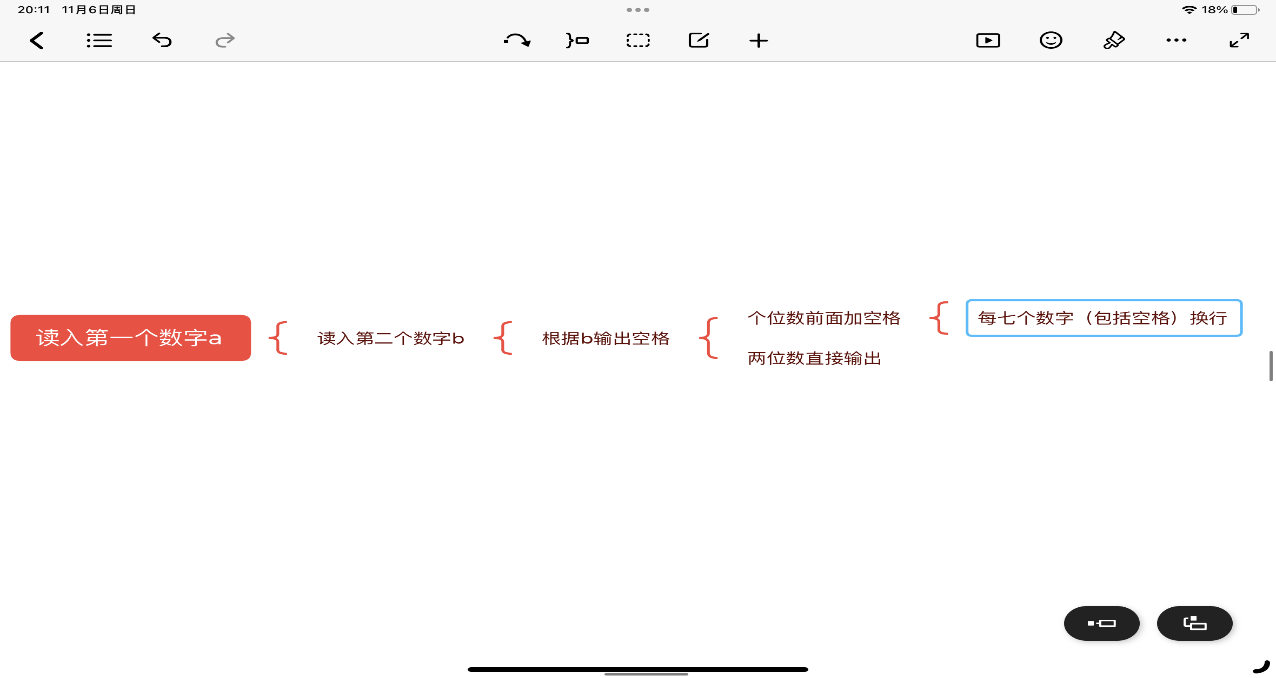 20:11 11月6日周日
18%
读入第一个数字a
读入第二个数字b
根据b输出空格
个位数前面加空格
每七个数字（包括空格）换行
两位数直接输出